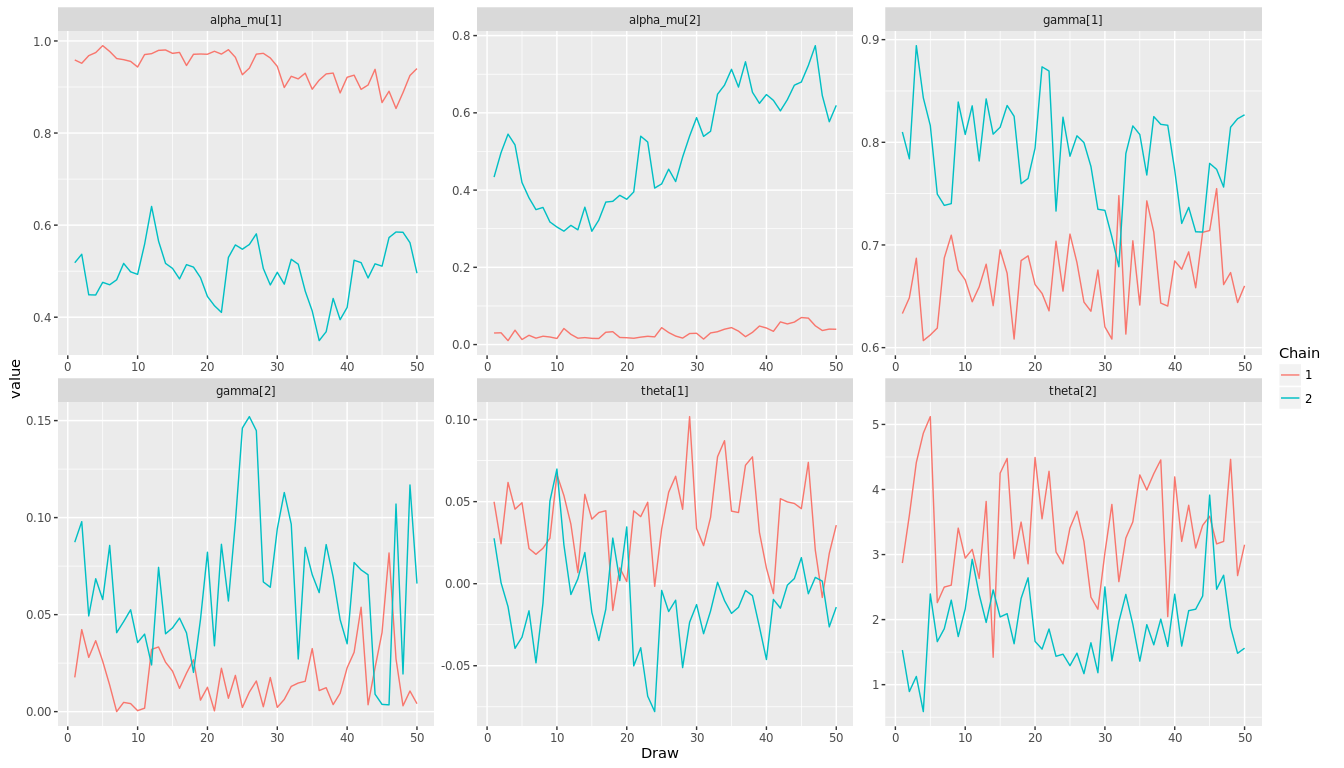 alpha_mu[1]
alpha_mu[2]
gamma[1]
1.0
0.8
0.6
0.4
0 10 20 30 40 50
0.8
0.6
0.4
0.2
0.0
0 10 20 30 40 50
0.9
0.8
0.7
0.6
0 10 20 30 40 50
gamma[2]
theta[1]
theta[2]
0.15
0.10
0.05
0.00
0 10 20 30 40 50
0.10
0.05
0.00
-0.05
0 10 20 30 40 50
5
4
3
2
1
0 10 20 30 40 50
value
Draw
Chain
1
2